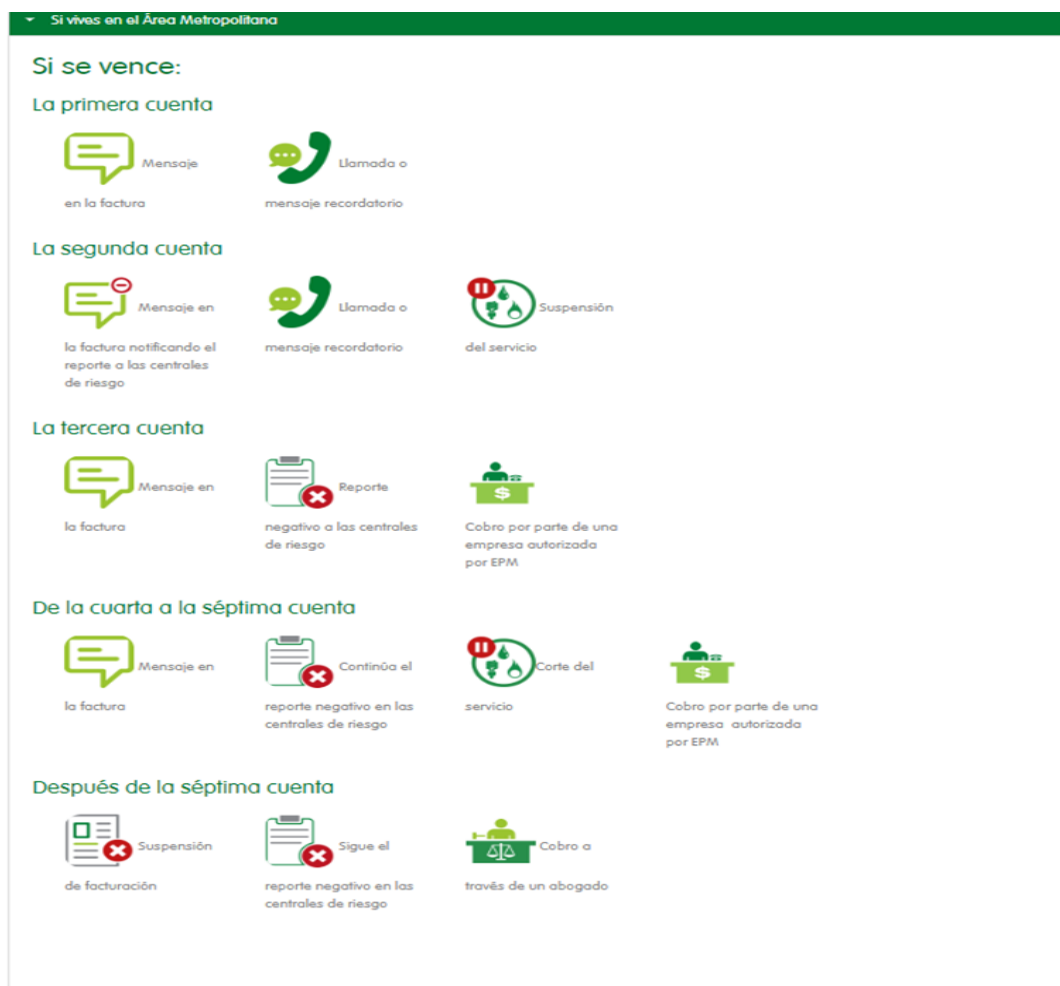 Si vives en el Área Metropolitana
Si se vence:
La primera cuenta
Mensaje
en la factura
Llamada o
mensaje recordatorio
La segunda cuenta
Mensaje en
la factura notificando el
reporte a las centrales
de riesgo
Llamada o
mensaje recordatorio
Suspensión
del servicio
La tercera cuenta
Mensaje en
la factura
Reporte
negativo a las centrales
de riesgo
$
Cobro por parte de una
empresa autorizada
por EPM
De la cuarta a la séptima cuenta
Mensaje en
la factura
Continúa el
reporte negativo en las
centrales de riesgo
Corte del
servicio
$
Cobro por parte de una
empresa autorizada
por EPM
Después de la séptima cuenta
Suspensión
de facturación
Sigue el
reporte negativo en las
centrales de riesgo
Cobro a
través de un abogado